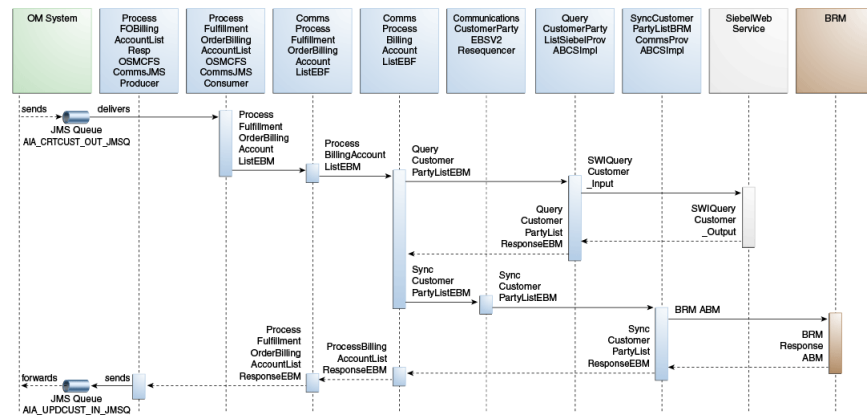 OM System
Process
FOBilling
AccountList
Resp
OSMCFS
CommsJMS
Producer
Process
Fulfillment
OrderBilling
AccountList
OSMCFS
CommsJMS
Consumer
Comms
Process
Fulfillment
OrderBilling
Account
ListEBF
Comms
Process
Billing
Account
ListEBF
Communications
CustomerParty
EBSV2
Resequencer
Query
CustomerParty
ListSiebelProv
ABCSImpl
SyncCustomer
PartyListBRM
CommsProv
ABCSImpl
SiebelWeb
Service
BRM
sends
delivers
JMS Queue
AIA_CRTCUST_OUT_JMSQ
Process
Fulfillment
OrderBilling
Account
ListEBM
Process
BillingAccount
ListEBM
Query
Customer
PartyListEBM
SWIQuery
Customer
_Input
SWIQuery
Customer
_Output
Query
Customer
PartyList
ResponseEBM
Sync
Customer
PartyListEBM
Sync
Customer
PartyListEBM
BRM ABM
BRM
Response
ABM
Sync
Customer
PartyList
ResponseEBM
ProcessBilling
AccountList
ResponseEBM
Process
Fulfillment
OrderBilling
AccountList
ResponseEBM
forwards
sends
JMS Queue
AIA_UPDCUST_IN_JMSQ